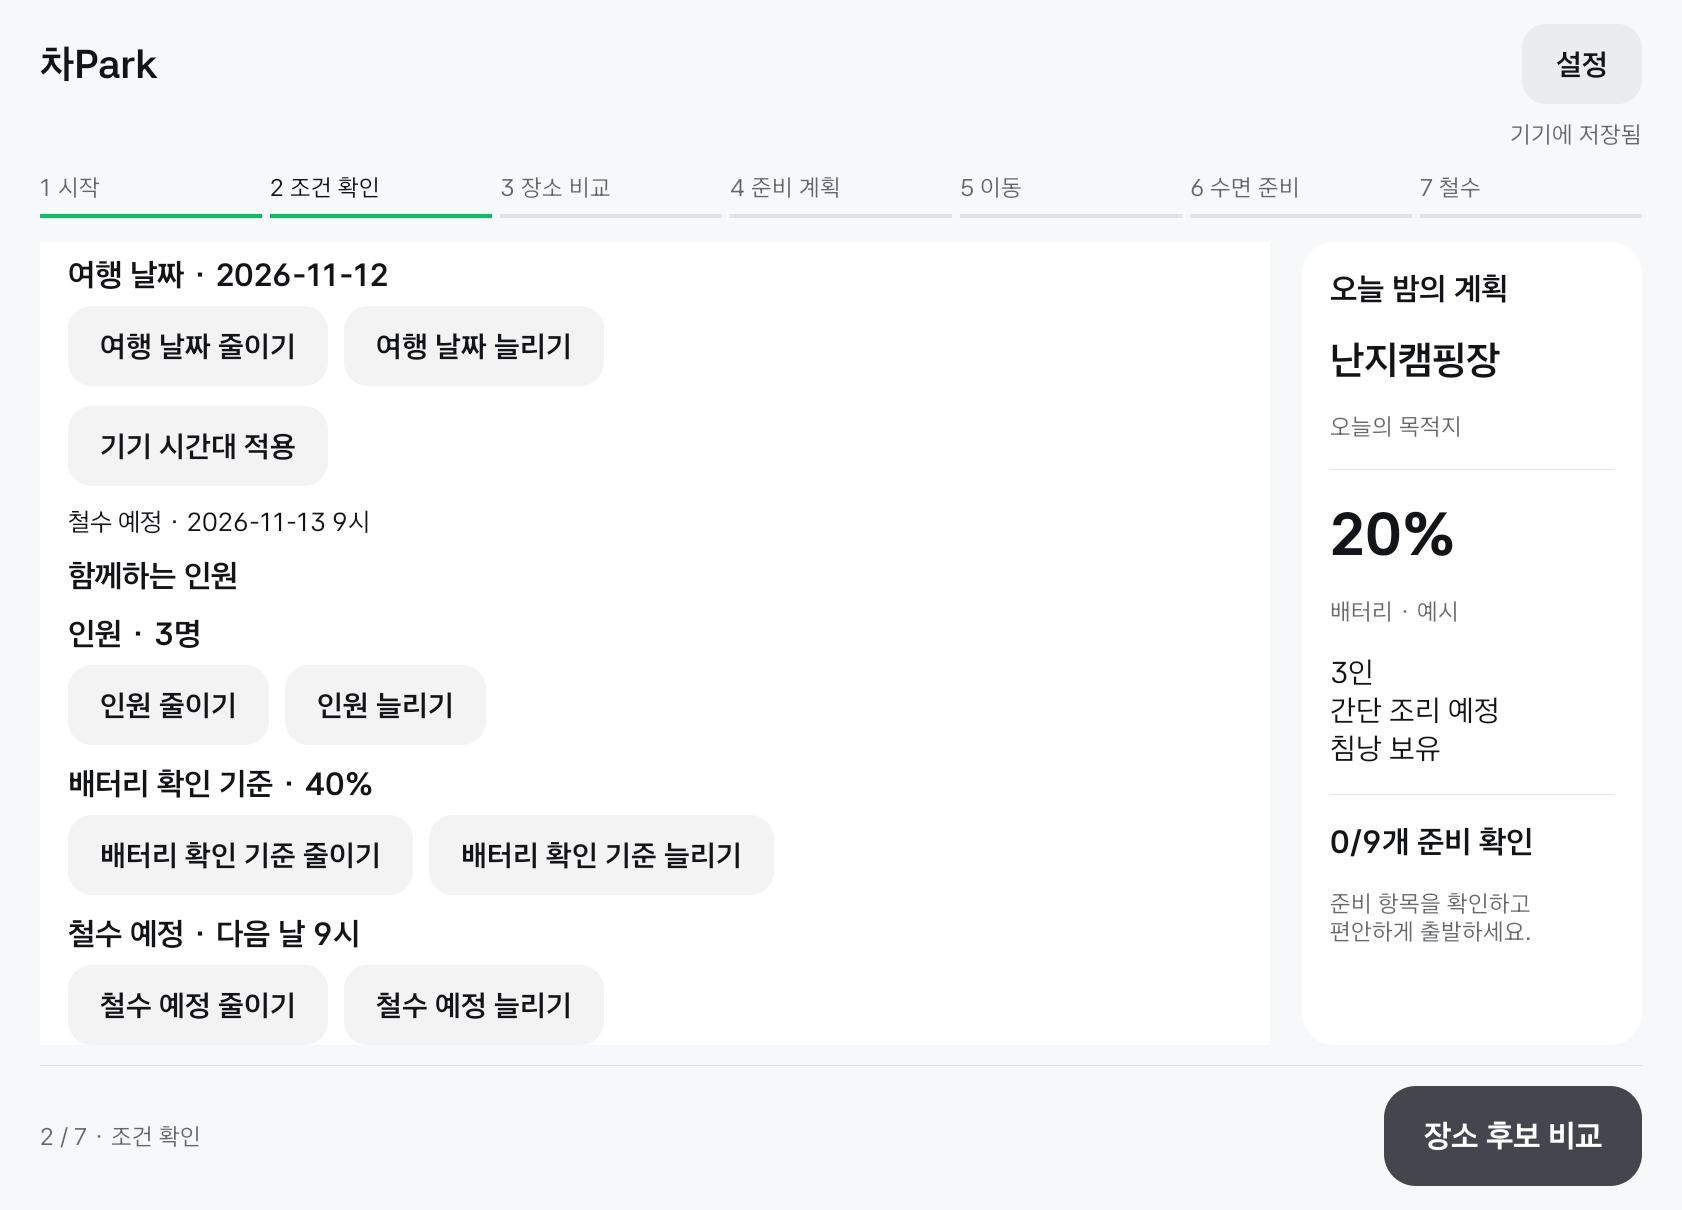 차Park
설정
기기에 저장됨
1 시작
2 조건 확인
3 장소 비교
4 준비 계획
5 이동
6 수면 준비
7 철수
여행 날짜 · 2026-11-12
여행 날짜 줄이기
여행 날짜 늘리기
기기 시간대 적용
철수 예정 · 2026-11-13 9시
함께하는 인원
인원 · 3명
인원 줄이기
인원 늘리기
배터리 확인 기준 · 40%
배터리 확인 기준 줄이기
배터리 확인 기준 늘리기
철수 예정 · 다음 날 9시
철수 예정 줄이기
철수 예정 늘리기
오늘 밤의 계획
난지캠핑장
오늘의 목적지
20%
배터리 · 예시
3인
간단 조리 예정
침낭 보유
0/9개 준비 확인
준비 항목을 확인하고
편안하게 출발하세요.
2 / 7 · 조건 확인
장소 후보 비교